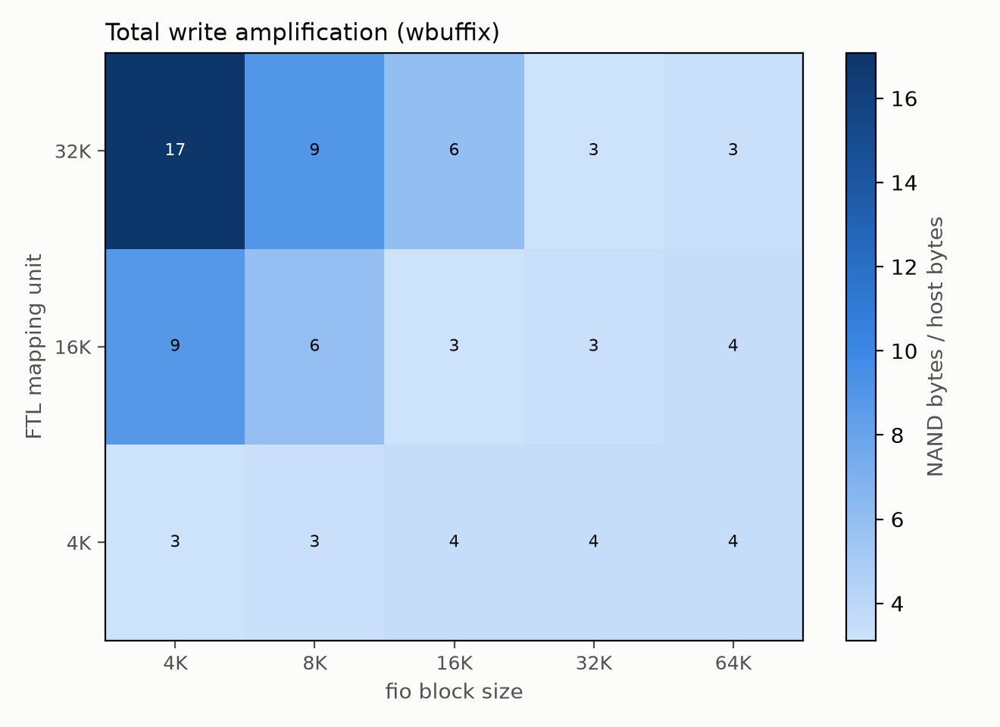 Total write amplification (wbuffix)
32K
17
9
6
3
3
16K
9
6
3
3
4
4K
3
3
4
4
4
4K
8K
16K
32K
64K
fio block size
FTL mapping unit
16
14
12
10
8
6
4
NAND bytes / host bytes